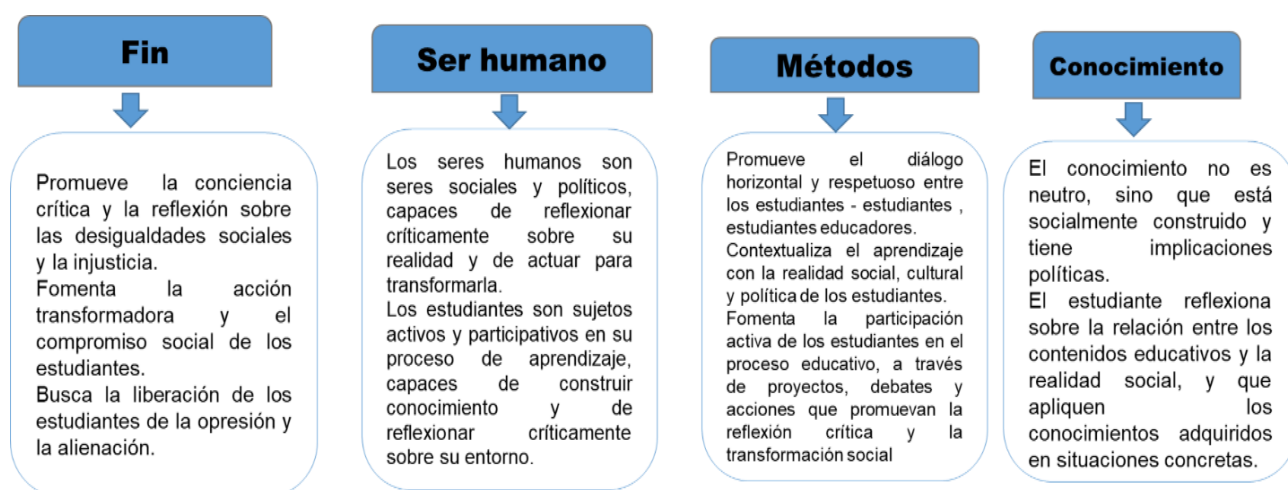 Fin
Promueve la conciencia
crítica y la reflexión sobre
las desigualdades sociales
y la injusticia.
Fomenta la acción
transformadora y el
compromiso social de los
estudiantes.
Busca la liberación de los
estudiantes de la opresión y
la alienación.
Ser humano
Los seres humanos son
seres sociales y políticos,
capaces de reflexionar
críticamente sobre su
realidad y de actuar para
transformarla.
Los estudiantes son sujetos
activos y participativos en su
proceso de aprendizaje,
capaces de construir
conocimiento y de
reflexionar críticamente
sobre su entorno.
Métodos
Promueve el diálogo
horizontal y respetuoso entre
los estudiantes - estudiantes ,
estudiantes educadores.
Contextualiza el aprendizaje
con la realidad social, cultural
y política de los estudiantes.
Fomenta la participación
activa de los estudiantes en el
proceso educativo, a través
de proyectos, debates y
acciones que promuevan la
reflexión crítica y la
transformación social
Conocimiento
El conocimiento no es
neutro, sino que está
socialmente construido y
tiene implicaciones
políticas.
El estudiante reflexiona
sobre la relación entre los
contenidos educativos y la
realidad social, y que
apliquen los
conocimientos adquiridos
en situaciones concretas.